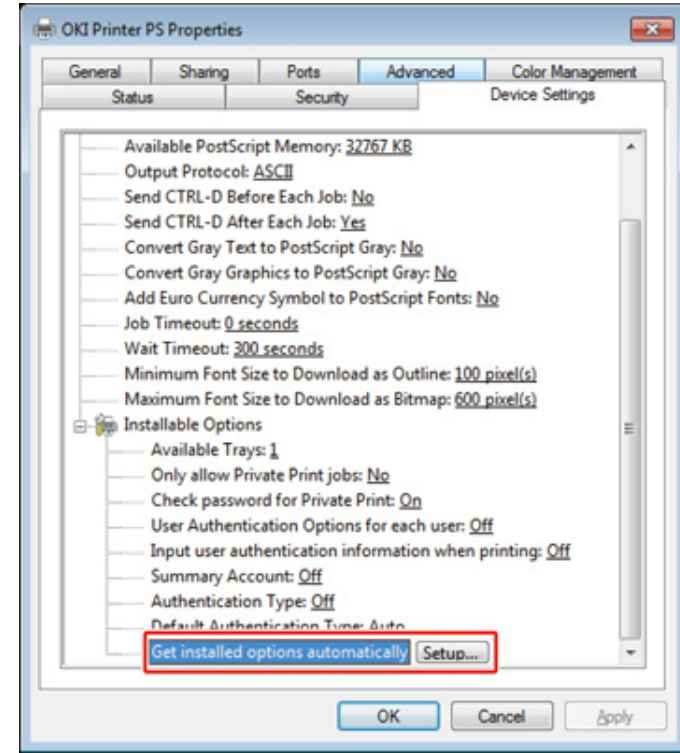 OKI Printer PS Properties
General Sharing Ports Advanced Color Management
Status Security Device Settings
Available PostScript Memory: 32767 KB
Output Protocol: ASCII
Send CTRL-D Before Each Job: No
Send CTRL-D After Each Job: Yes
Convert Gray Text to PostScript Gray: No
Convert Gray Graphics to PostScript Gray: No
Add Euro Currency Symbol to PostScript Fonts: No
Job Timeout: 0 seconds
Wait Timeout: 300 seconds
Minimum Font Size to Download as Outline: 100 pixel(s)
Maximum Font Size to Download as Bitmap: 600 pixel(s)
Installable Options
Available Trays: 1
Only allow Private Print jobs: No
Check password for Private Print: On
User Authentication Options for each user: Off
Input user authentication information when printing: Off
Summary Account: Off
Authentication Type: Off
Default Authentication Type: Auto
Get installed options automatically Setup...
OK Cancel Apply